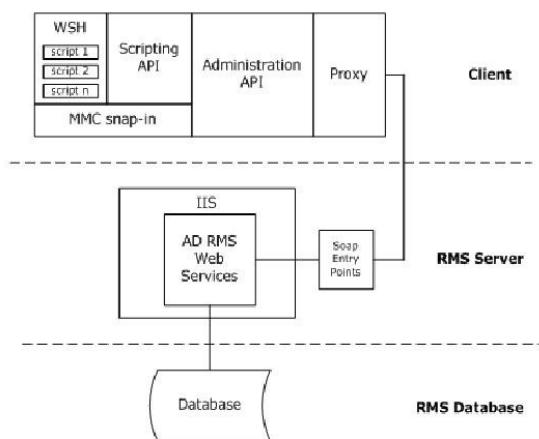 WSH
script 1
script 2
script n
Scripting
API
MMC snap-in
Administration
API
Proxy
Client
IIS
AD RMS
Web
Services
Soap
Entry
Points
RMS Server
Database
RMS Database